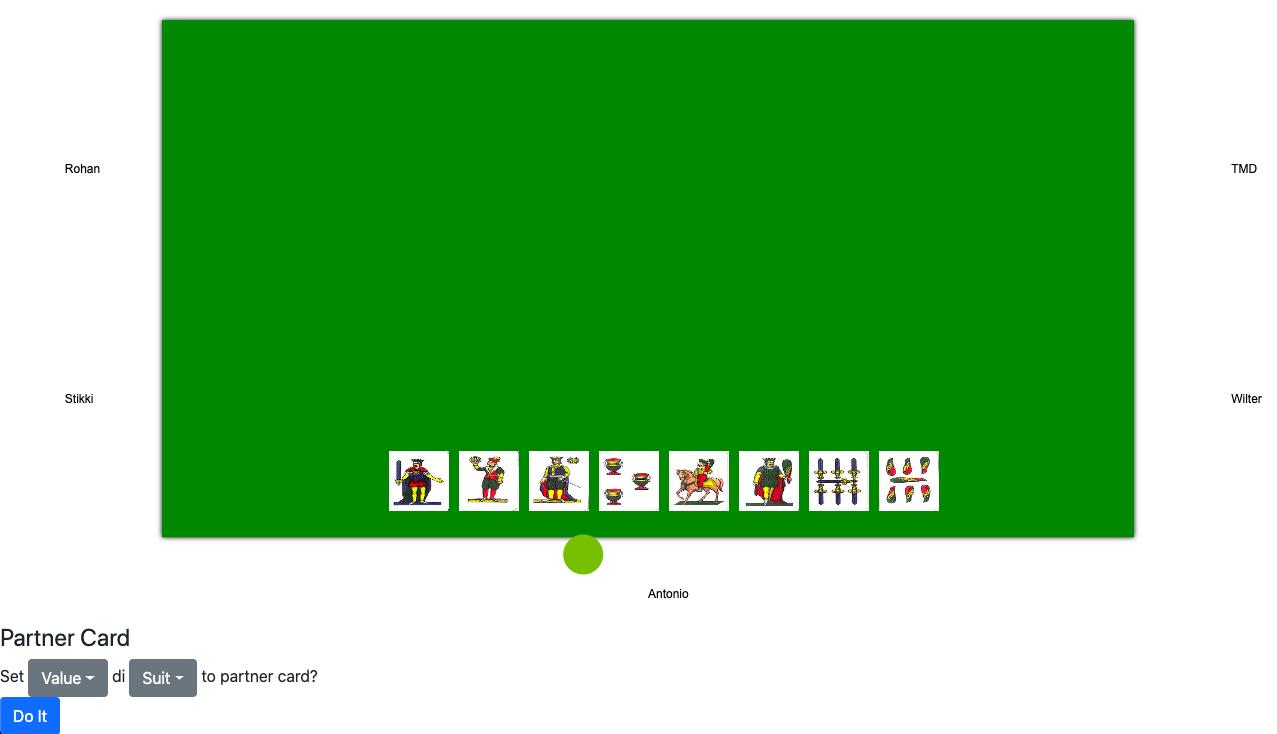 Rohan
TMD
Stikki
Wilter
Antonio
Partner Card
Set Value di Suit to partner card?
Do It